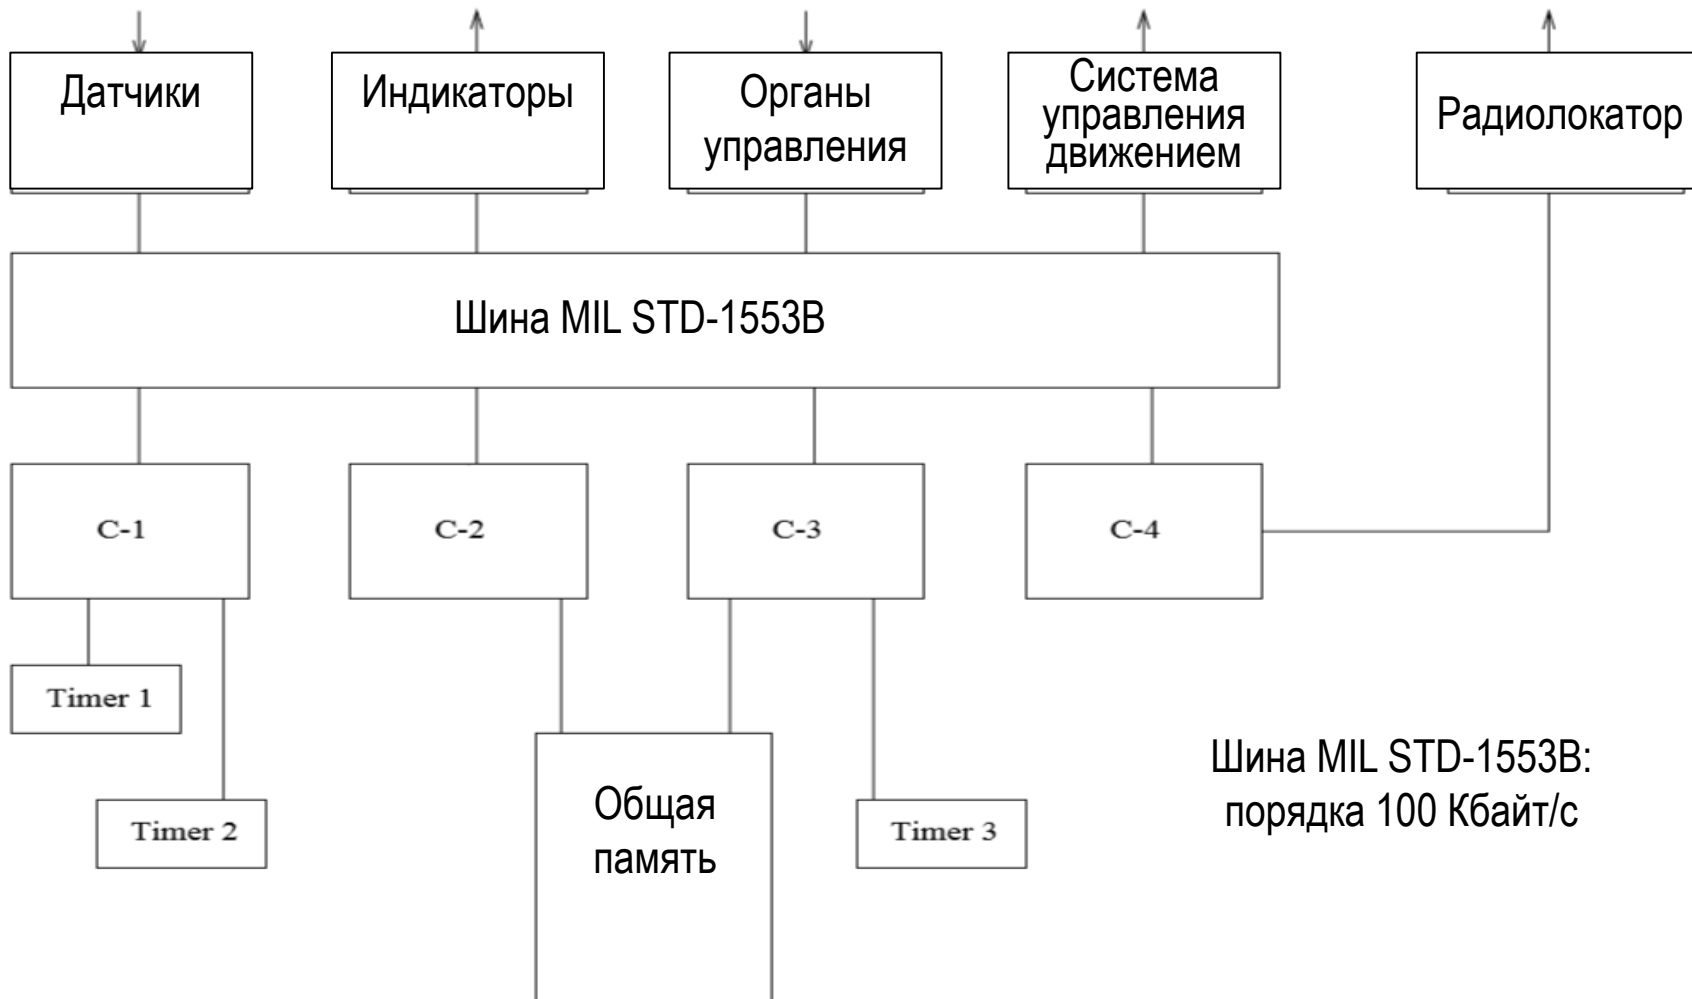 Датчики
Индикаторы
Органы
управления
Система
управления
движением
Радиолокатор
Шина MIL STD-1553B
C-1
C-2
C-3
C-4
Timer 1
Timer 2
Общая
память
Timer 3
Шина MIL STD-1553B:
порядка 100 Кбайт/с